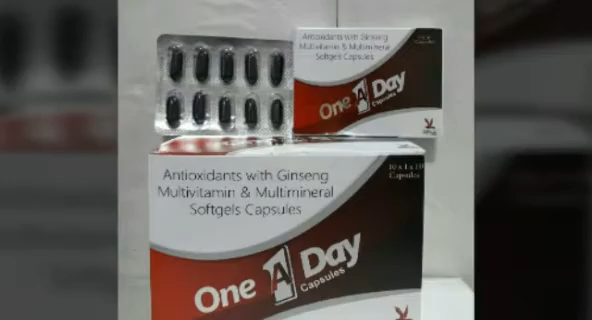 Antioxidants with Ginseng
Multivitamin & Multimineral
Softgels Capsules
One A Day
Capsules
Antioxidants with Ginseng
Multivitamin & Multimineral
Softgels Capsules
10 x 1 x 10
Capsules
One A Day
Capsules